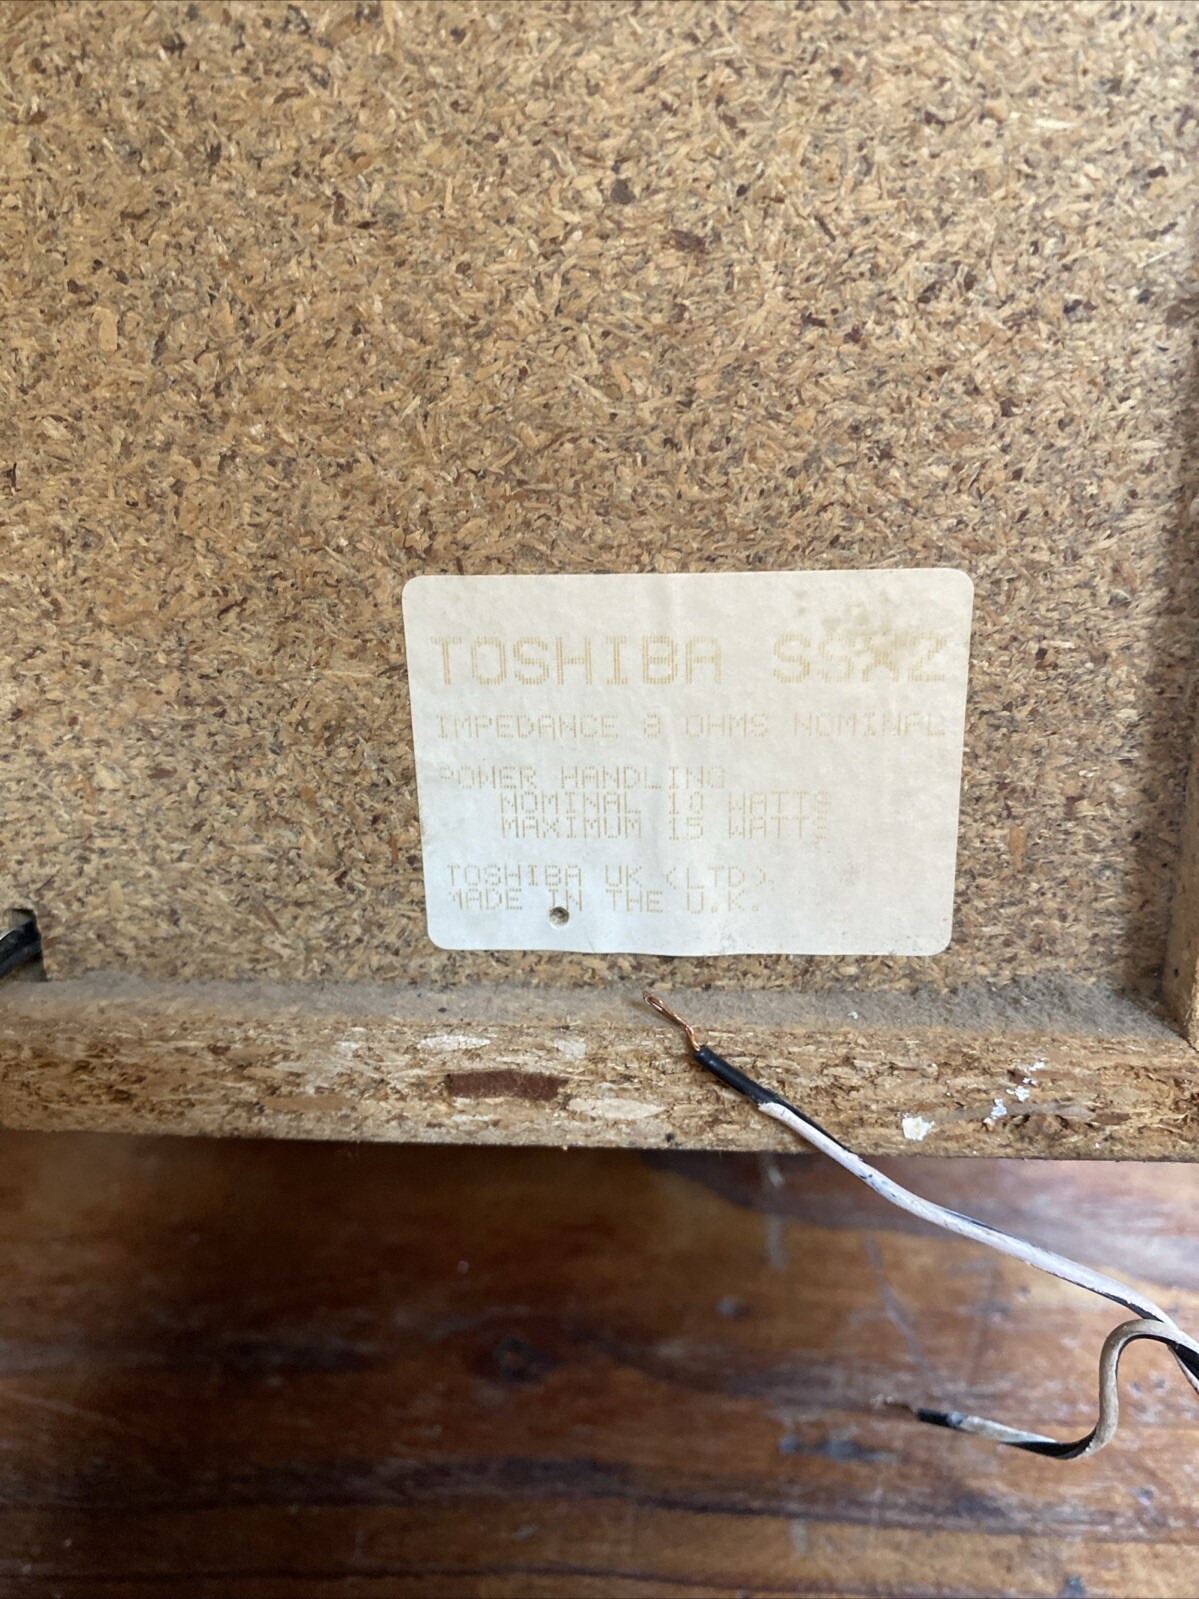 TOSHIBA SSX2
IMPEDANCE 8 OHMS NOMINAL
POWER HANDLING
NOMINAL 10 WATTS
MAXIMUM 15 WATTS
TOSHIBA UK (LTD).
MADE IN THE U.K.